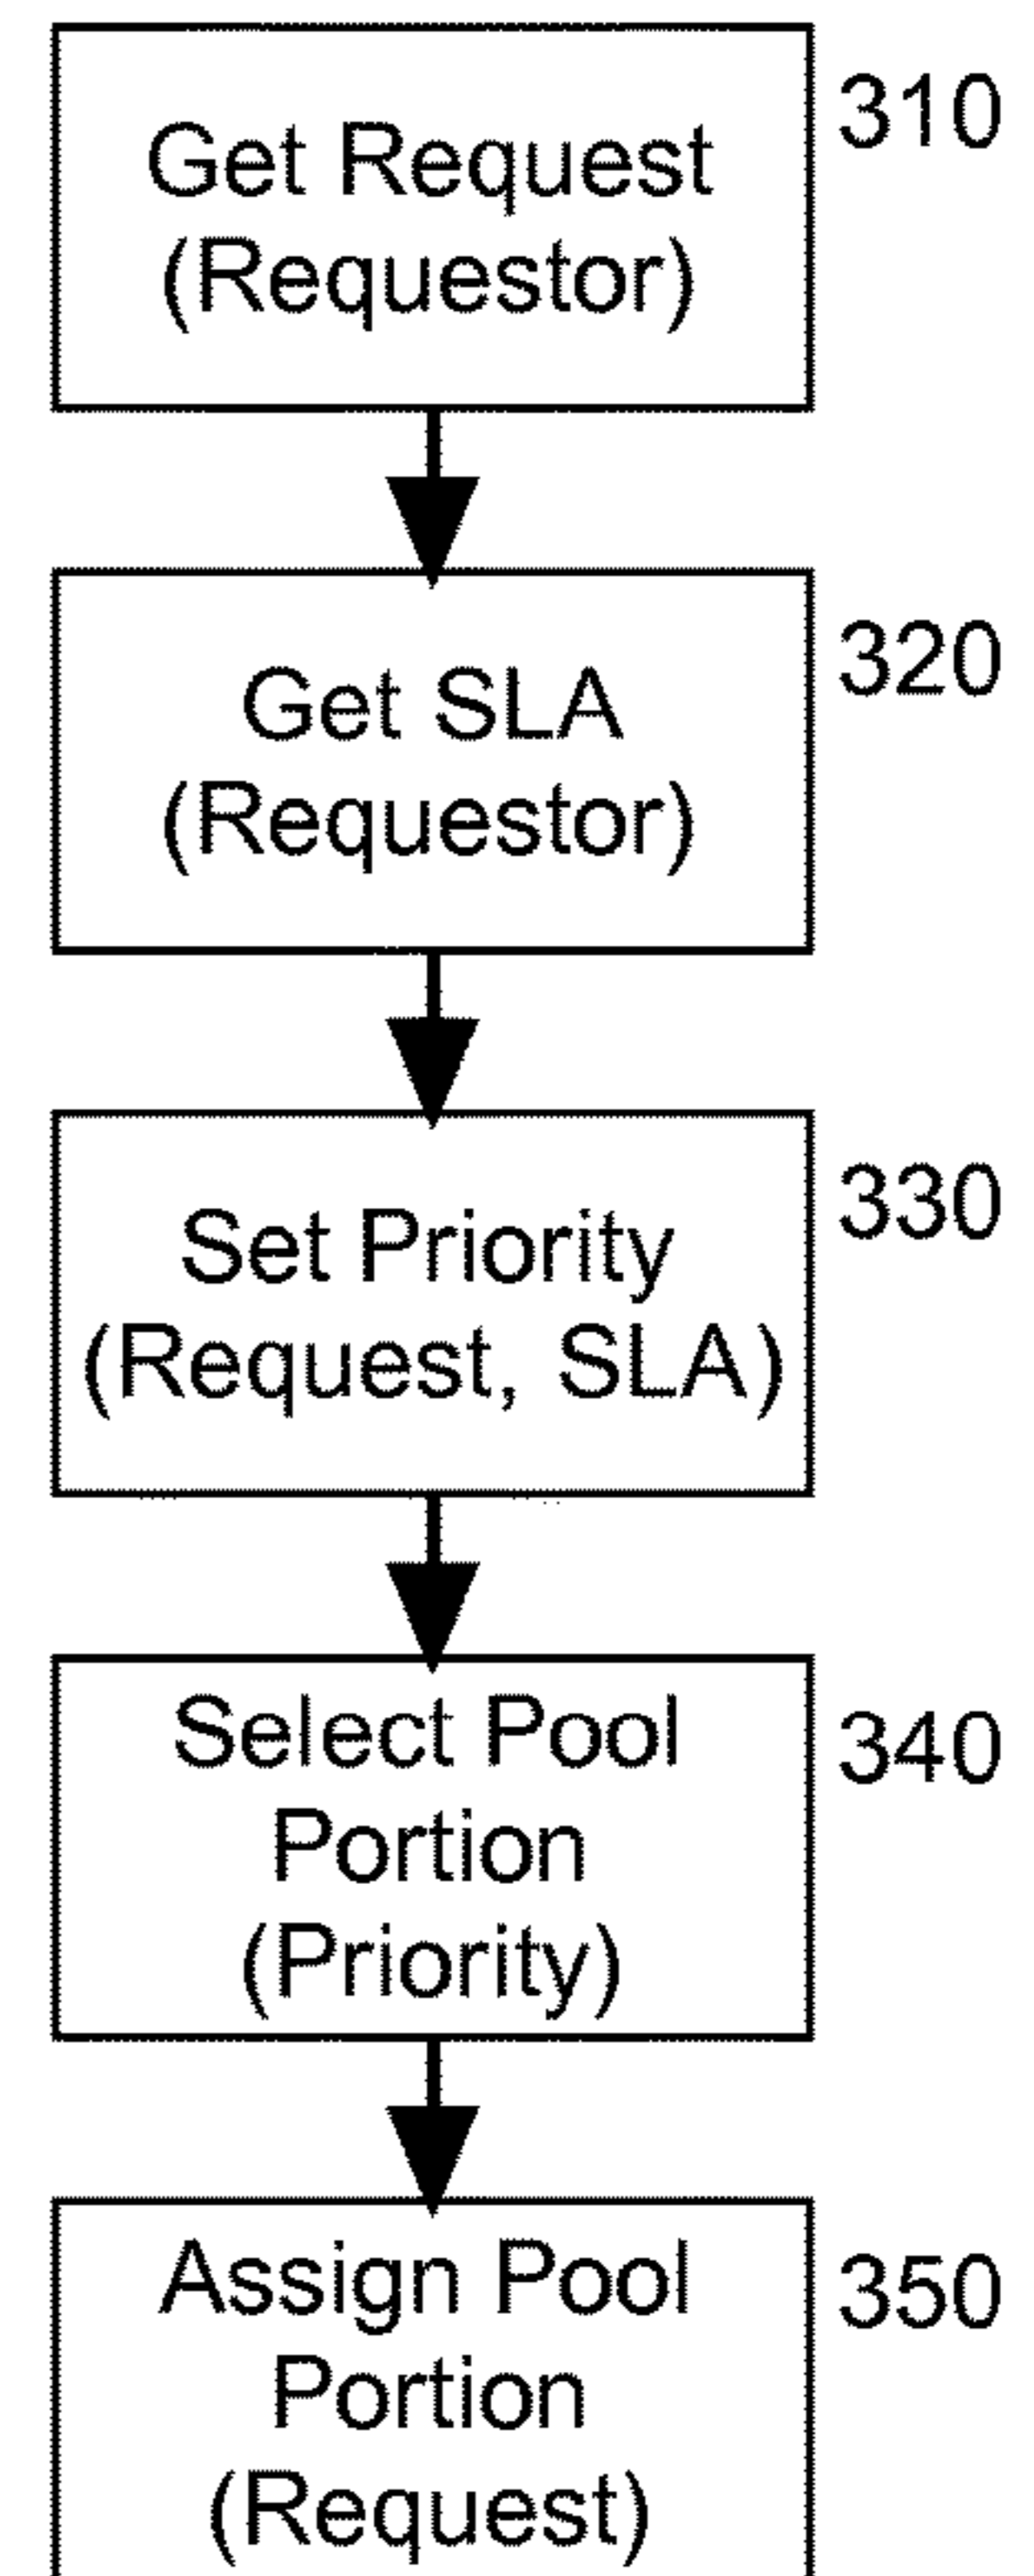 Get Request
(Requestor)
310
Get SLA
(Requestor)
320
Set Priority
(Request, SLA)
330
Select Pool
Portion
(Priority)
340
Assign Pool
Portion
(Request)
350